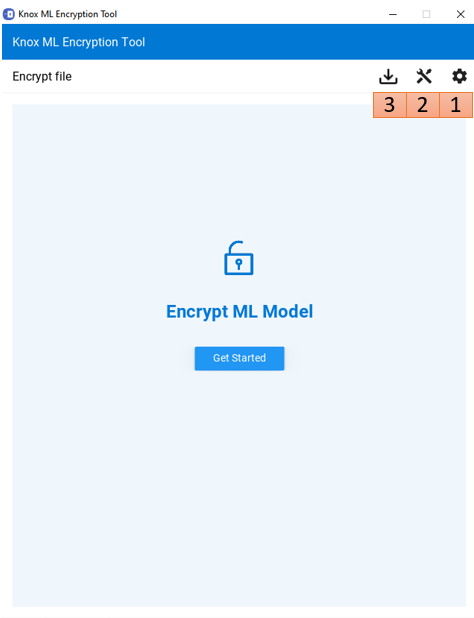 Knox ML Encryption Tool
Knox ML Encryption Tool
Encrypt file
3 2 1
Encrypt ML Model
Get Started